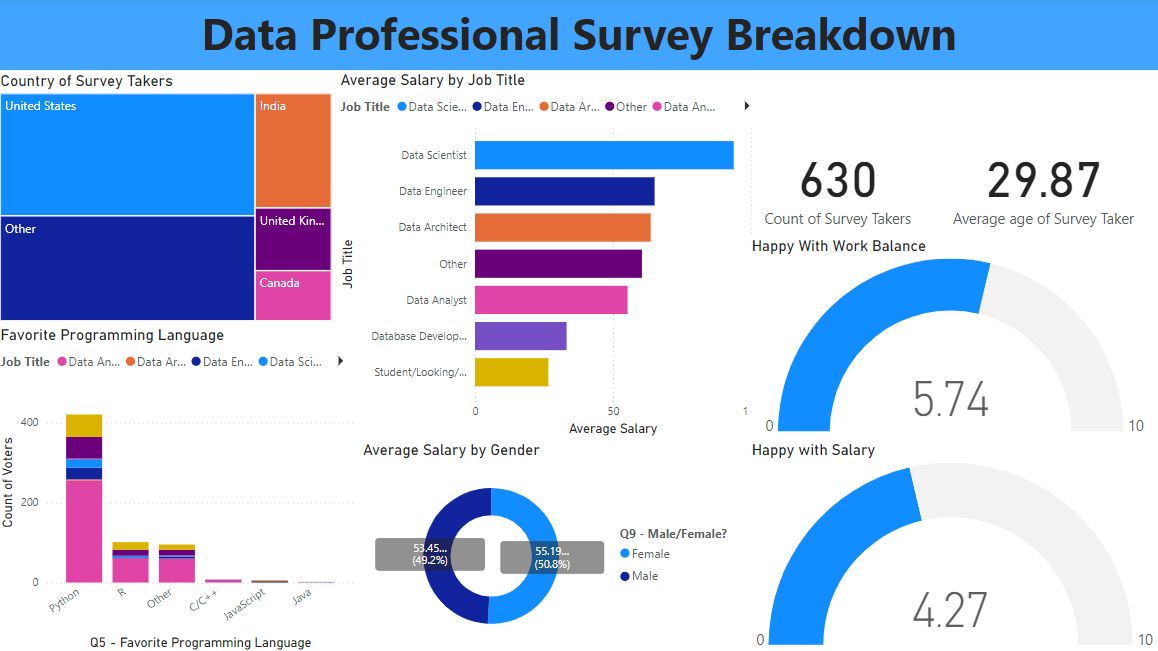 Data Professional Survey Breakdown
Country of Survey Takers
United States
India
Other
United Kin...
Canada
Average Salary by Job Title
Job Title Data Scie... Data En... Data Ar... Other Data An...
Job Title
Data Scientist
Data Engineer
Data Architect
Other
Data Analyst
Database Develop...
Student/Looking/...
0 50 1
Average Salary
630
Count of Survey Takers
29.87
Average age of Survey Taker
Happy With Work Balance
5.74
0 10
Favorite Programming Language
Job Title Data An... Data Ar... Data En... Data Sci...
Count of Voters
400
200
0
Python R Other C/C++ JavaScript Java
Q5 - Favorite Programming Language
Average Salary by Gender
53.45...
(49.2%)
55.19...
(50.8%)
Q9 - Male/Female?
Female
Male
Happy with Salary
4.27
0 10